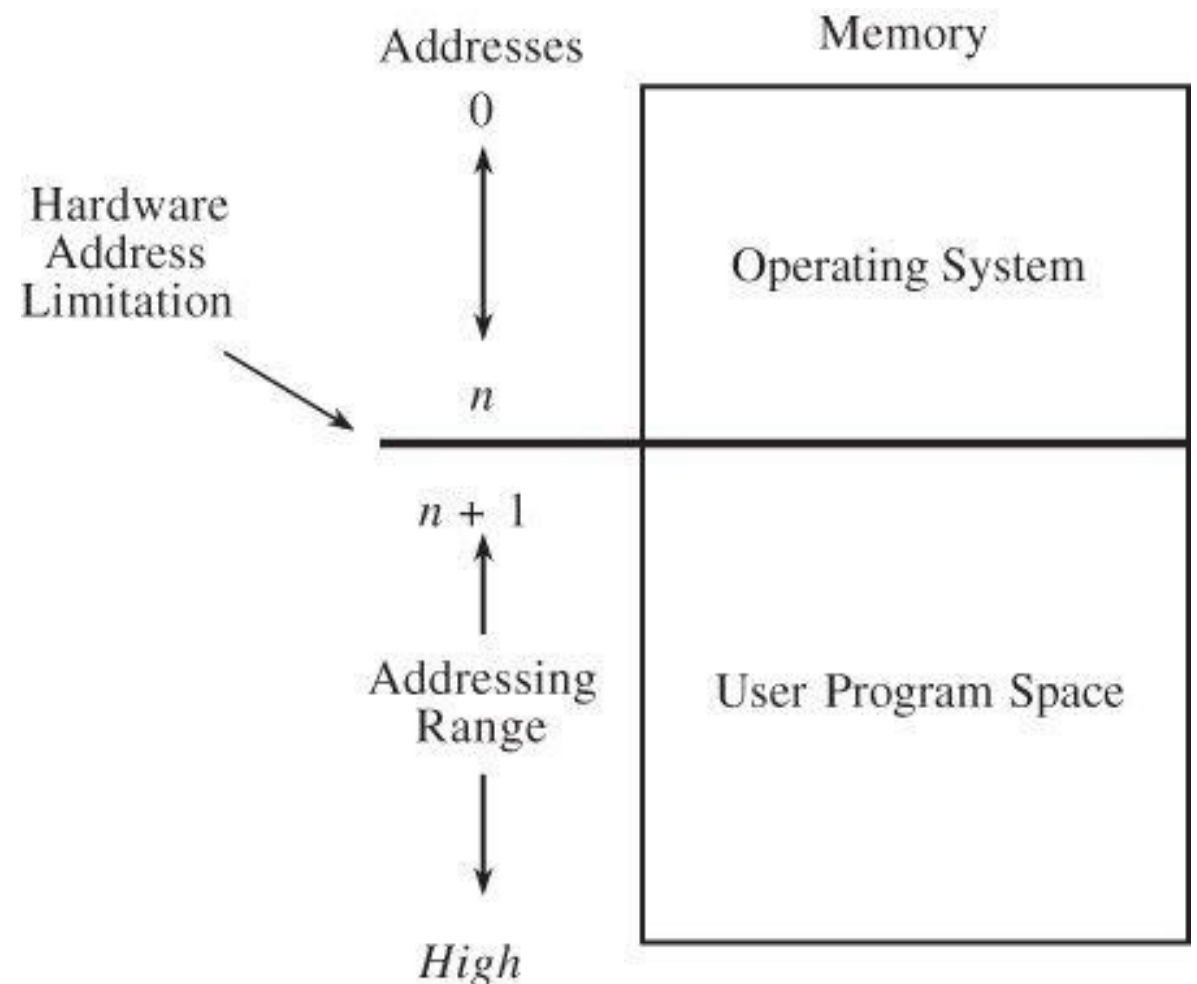 Addresses
Memory
0
Hardware
Address
Limitation
Operating System
n
n + 1
Addressing
Range
User Program Space
High